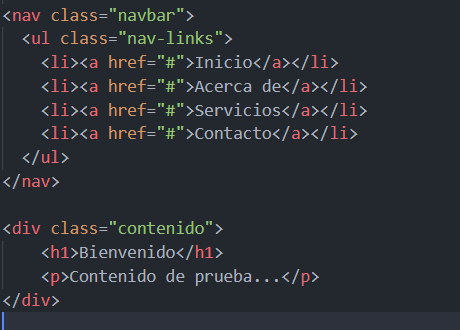 <nav class="navbar">
  <ul class="nav-links">
    <li><a href="#">Inicio</a></li>
    <li><a href="#">Acerca de</a></li>
    <li><a href="#">Servicios</a></li>
    <li><a href="#">Contacto</a></li>
  </ul>
</nav>

<div class="contenido">
    <h1>Bienvenido</h1>
    <p>Contenido de prueba...</p>
</div>